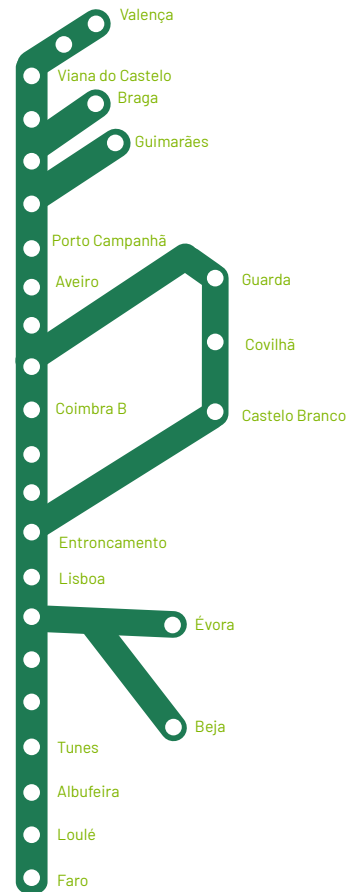 Valença
Viana do Castelo
Braga
Guimarães
Porto Campanhã
Aveiro
Guarda
Covilhã
Coimbra B
Castelo Branco
Entroncamento
Lisboa
Évora
Beja
Tunes
Albufeira
Loulé
Faro